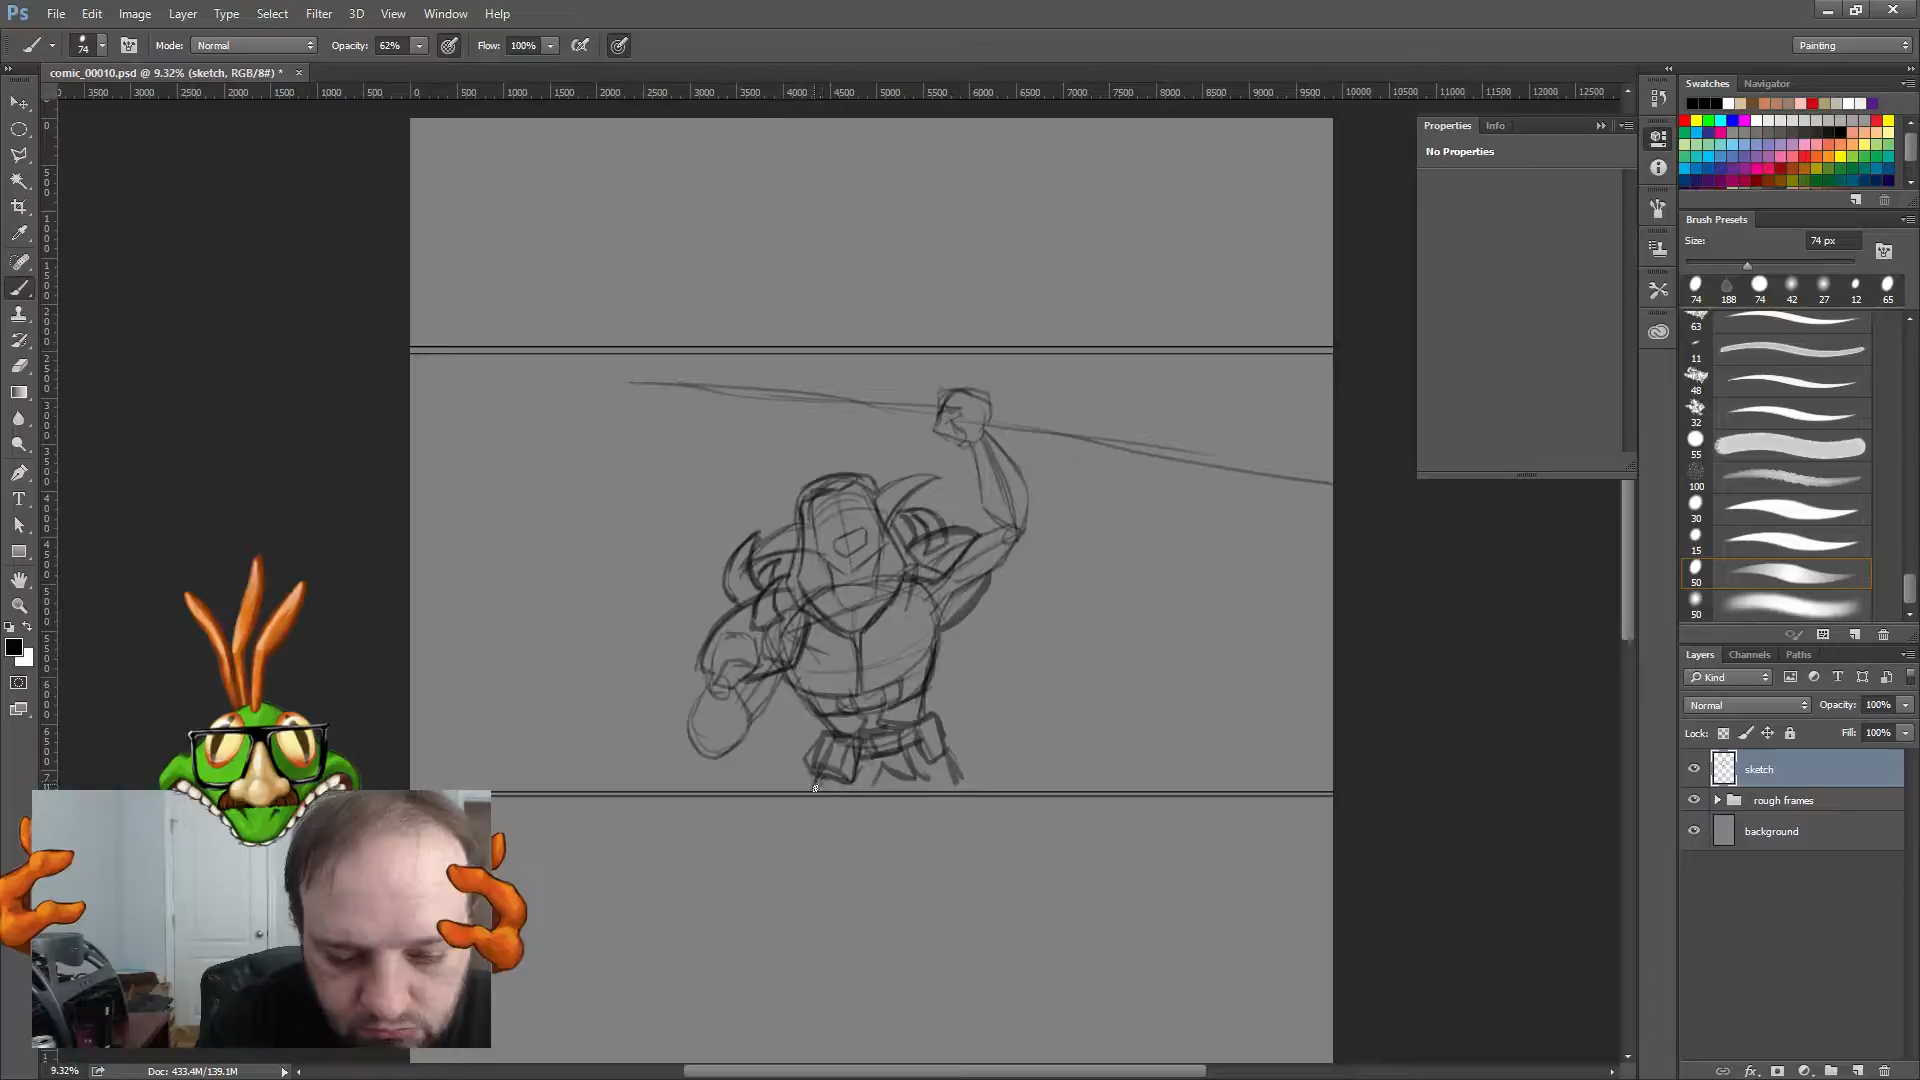 Ps File Edit Image Layer Type Select Filter 3D View Window Help
74 Mode: Normal Opacity: 62% Flow: 100% Painting
comic_00010.psd @ 9.32% (sketch, RGB/8#) * ×
3500 3000 2500 2000 1500 1000 500 0 500 1000 1500 2000 2500 3000 3500 4000 4500 5000 5500 6000 6500 7000 7500 8000 8500 9000 9500 10000 10500 11000 11500 12000 12500
Swatches Navigator
Properties Info
No Properties
Brush Presets
Size: 74 px
74 188 74 42 27 12 65
63
11
48
32
55
100
30
15
50
50
Layers Channels Paths
Kind
Normal Opacity: 100%
Lock: Fill: 100%
sketch
rough frames
background
9.32% Doc: 433.4M/139.1M